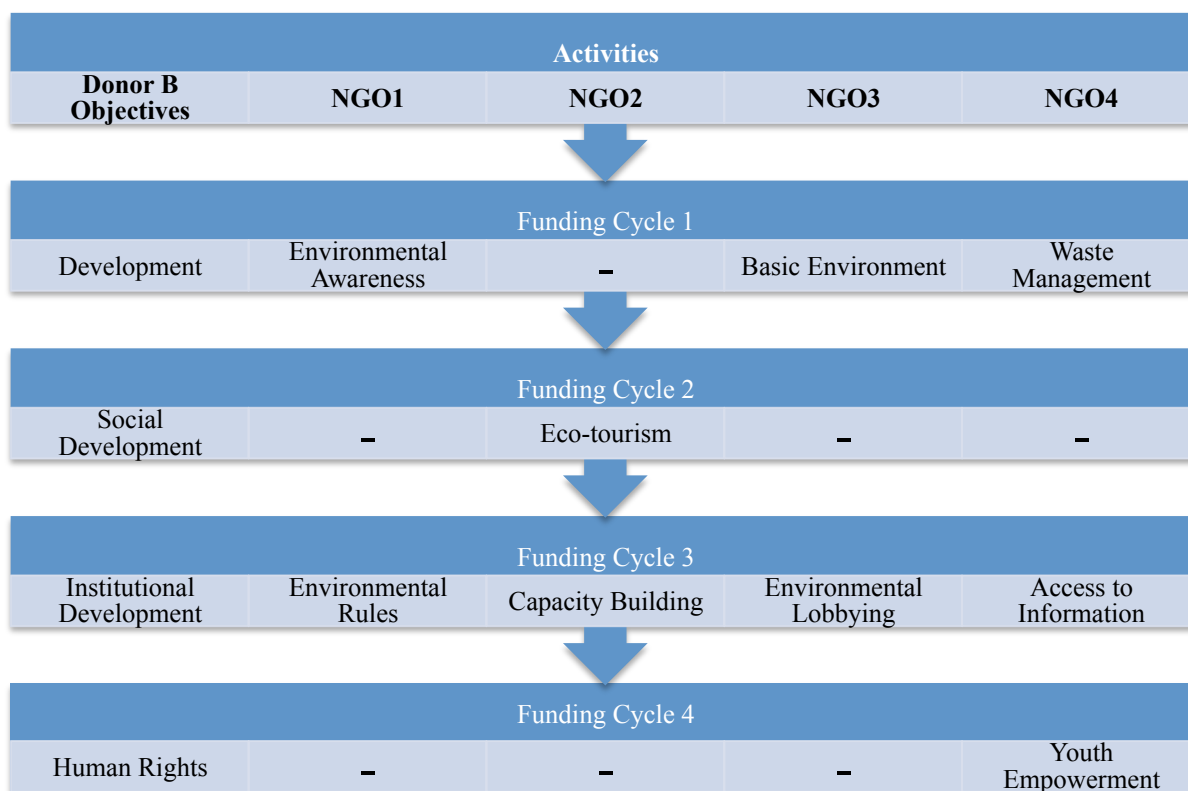 Activities
Donor B
Objectives
NGO1
NGO2
NGO3
NGO4
Funding Cycle 1
Development
Environmental
Awareness
-
Basic Environment
Waste
Management
Funding Cycle 2
Social
Development
-
Eco-tourism
-
-
Funding Cycle 3
Institutional
Development
Environmental
Rules
Capacity Building
Environmental
Lobbying
Access to
Information
Funding Cycle 4
Human Rights
-
-
-
Youth
Empowerment